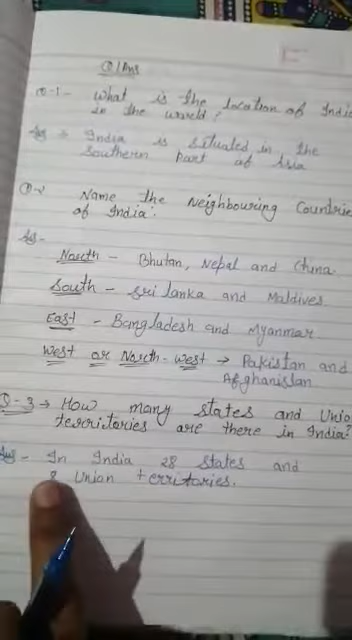 Q/Ans
Q-1- What is the location of India
in the world?
Ans → India is situated in the
Southern part of Asia
Q-2 Name the Neighbouring Countries
of India.
Ans-
North - Bhutan, Nepal and China.
South - Sri lanka and Maldives
East - Bangladesh and Myanmar
West or North-west → Pakistan and
Afghanistan
Q-3 → How many states and Union
territories are there in India?
Ans - In India 28 states and
8 Union territories.